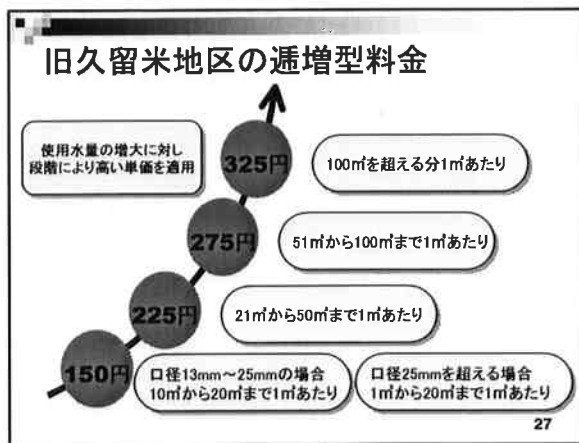 旧久留米地区の逓増型料金
使用水量の増大に対し
段階により高い単価を適用
325円
100㎥を超える分1㎥あたり
275円
51㎥から100㎥まで1㎥あたり
225円
21㎥から50㎥まで1㎥あたり
150円
口径13mm～25mmの場合
10㎥から20㎥まで1㎥あたり
口径25mmを超える場合
1㎥から20㎥まで1㎥あたり
27